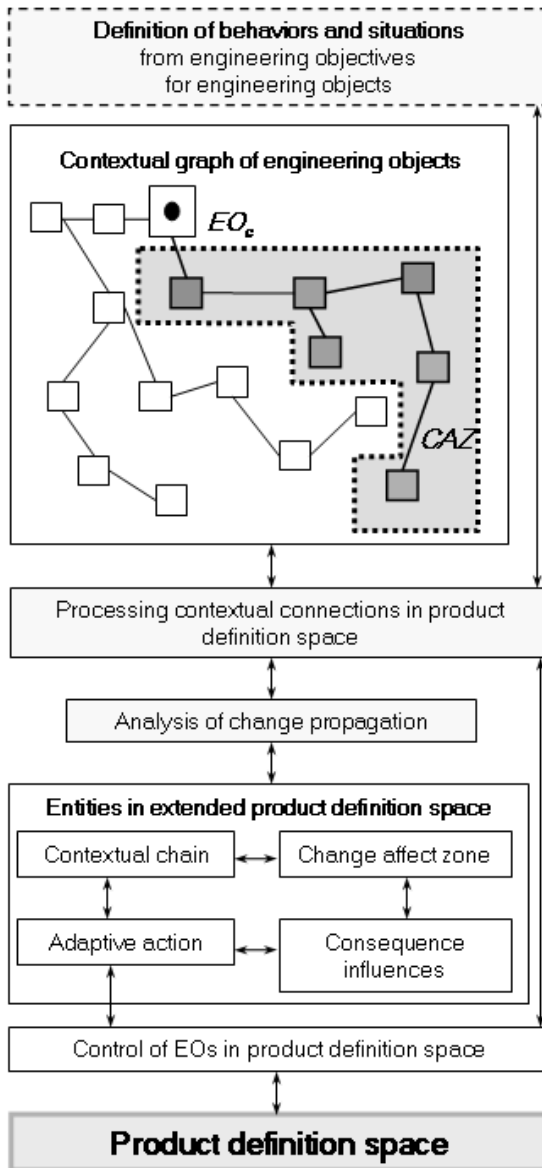 Definition of behaviors and situations
from engineering objectives
for engineering objects
Contextual graph of engineering objects
EOc
CAZ
Processing contextual connections in product
definition space
Analysis of change propagation
Entities in extended product definition space
Contextual chain
Change affect zone
Adaptive action
Consequence
influences
Control of EOs in product definition space
Product definition space